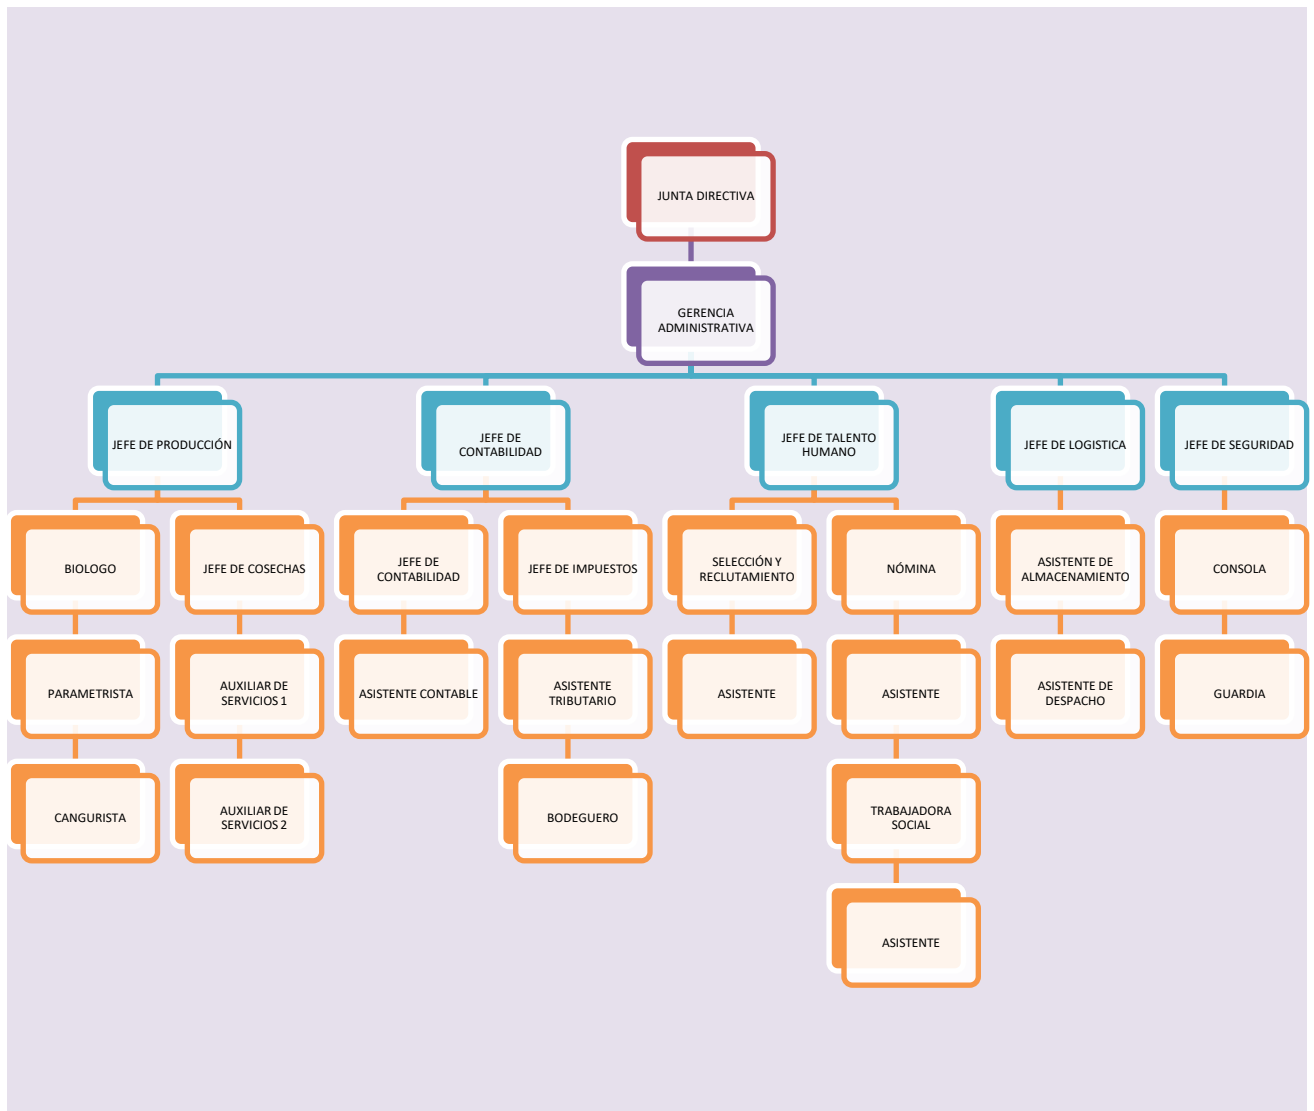 JUNTA DIRECTIVA
GERENCIA
ADMINISTRATIVA
JEFE DE PRODUCCIÓN
JEFE DE
CONTABILIDAD
JEFE DE TALENTO
HUMANO
JEFE DE LOGISTICA
JEFE DE SEGURIDAD
BIOLOGO
JEFE DE COSECHAS
JEFE DE
CONTABILIDAD
JEFE DE IMPUESTOS
SELECCIÓN Y
RECLUTAMIENTO
NÓMINA
ASISTENTE DE
ALMACENAMIENTO
CONSOLA
PARAMETRISTA
AUXILIAR DE
SERVICIOS 1
ASISTENTE CONTABLE
ASISTENTE
TRIBUTARIO
ASISTENTE
ASISTENTE
ASISTENTE DE
DESPACHO
GUARDIA
CANGURISTA
AUXILIAR DE
SERVICIOS 2
BODEGUERO
TRABAJADORA
SOCIAL
ASISTENTE